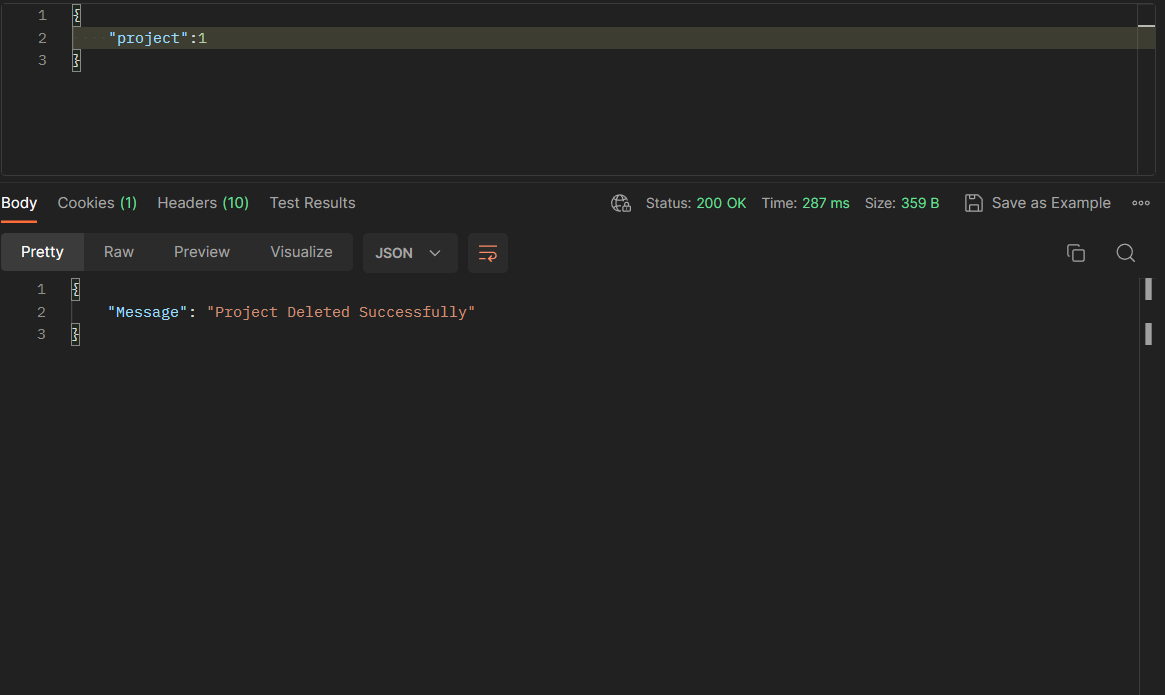 1 {
2 "project":1
3 }
Body Cookies (1) Headers (10) Test Results Status: 200 OK Time: 287 ms Size: 359 B Save as Example
Pretty Raw Preview Visualize JSON
1 {
2 "Message": "Project Deleted Successfully"
3 }